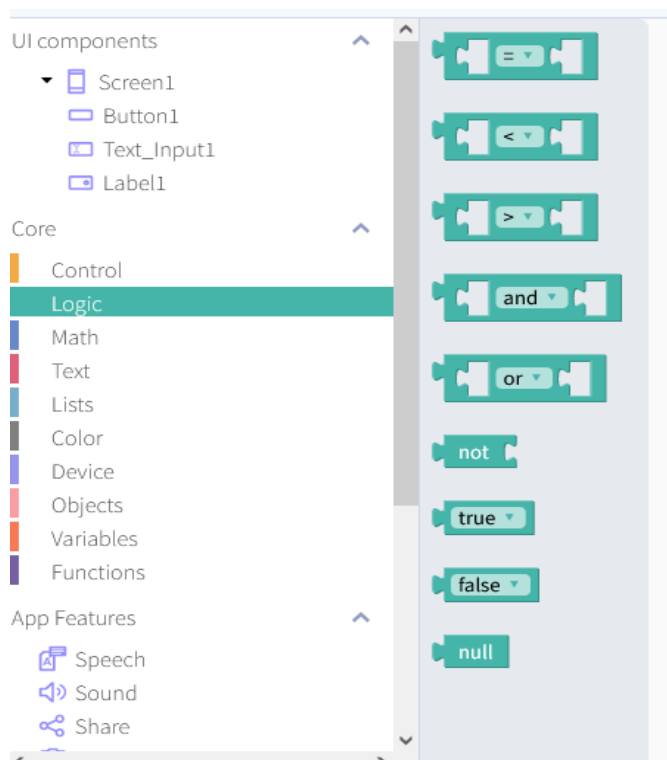 UI components
Screen1
Button1
Text_Input1
Label1
Core
Control
Logic
Math
Text
Lists
Color
Device
Objects
Variables
Functions
App Features
Speech
Sound
Share
=
<
>
and
or
not
true
false
null